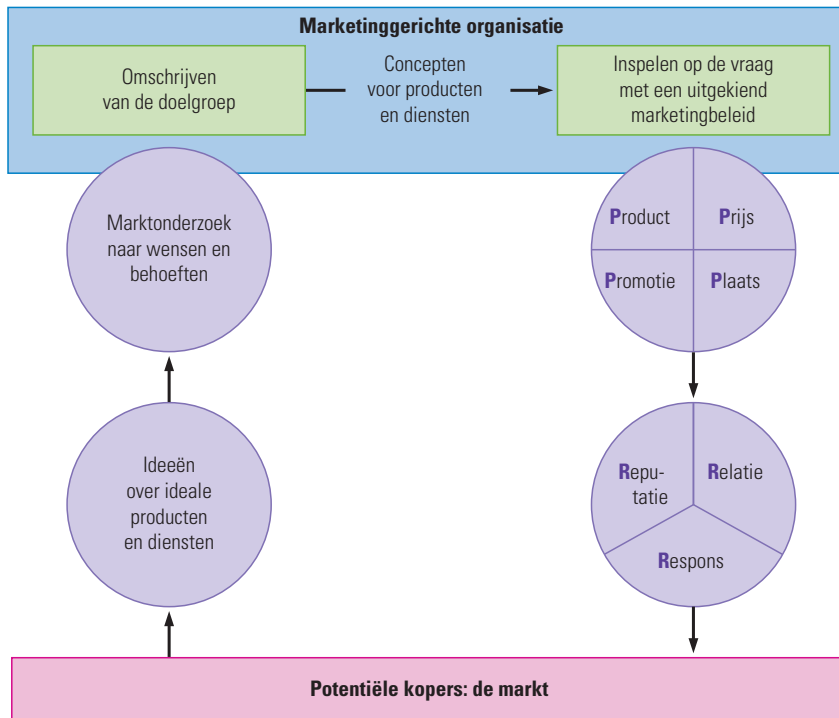 Marketinggerichte organisatie
Omschrijven
van de doelgroep
Concepten
voor producten
en diensten
Inspelen op de vraag
met een uitgekiend
marketingbeleid
Marktonderzoek
naar wensen en
behoeften
Product
Prijs
Promotie
Plaats
Ideeën
over ideale
producten
en diensten
Repu-
tatie
Relatie
Respons
Potentiële kopers: de markt